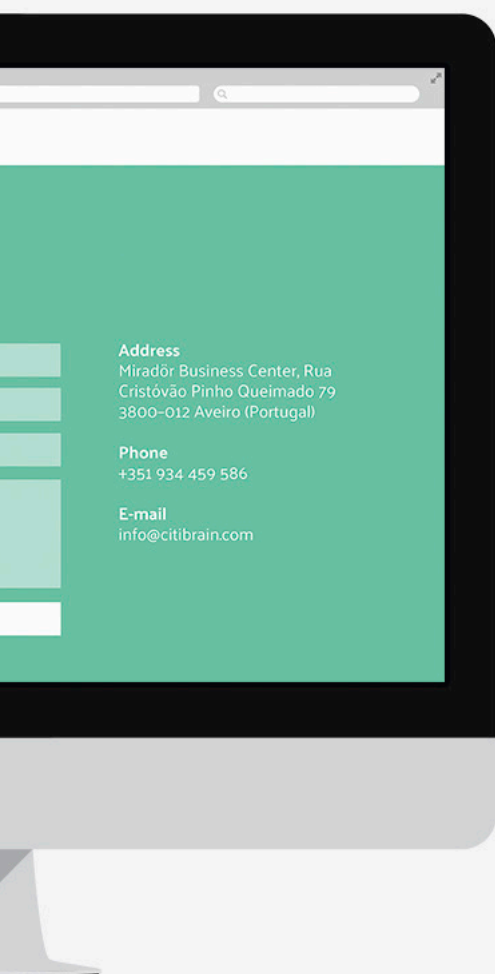 Address
Miradör Business Center, Rua
Cristóvão Pinho Queimado 79
3800-012 Aveiro (Portugal)
Phone
+351 934 459 586
E-mail
info@citibrain.com